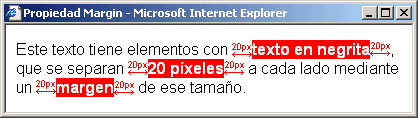 Propiedad Margin - Microsoft Internet Explorer
Este texto tiene elementos con 20px texto en negrita 20px,
que se separan 20px 20 píxeles 20px a cada lado mediante
un 20px margen 20px de ese tamaño.